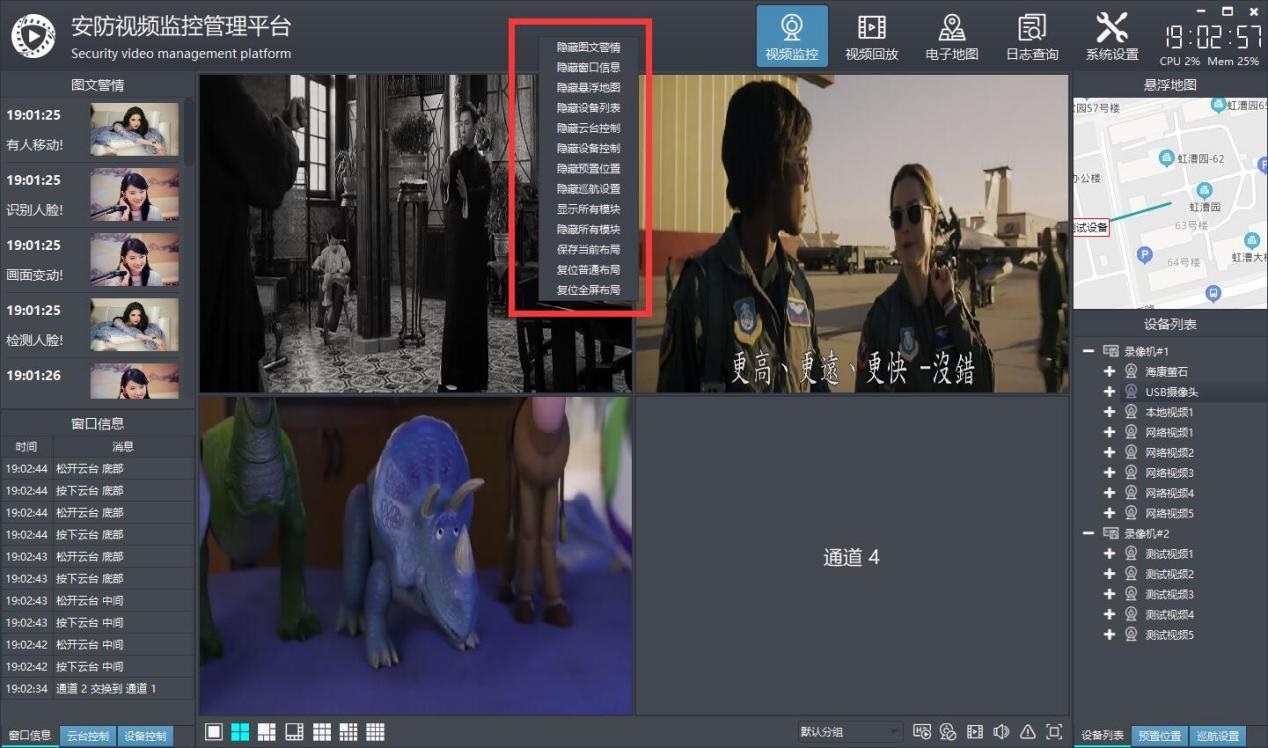 安防视频监控管理平台
Security video management platform
视频监控
视频回放
电子地图
日志查询
系统设置
19:02:57
CPU 2% Mem 25%
图文警情
19:01:25
有人移动!
19:01:25
识别人脸!
19:01:25
画面变动!
19:01:25
检测人脸!
19:01:26
窗口信息
时间 消息
19:02:44 松开云台 底部
19:02:44 按下云台 底部
19:02:44 松开云台 底部
19:02:44 按下云台 底部
19:02:43 松开云台 底部
19:02:43 按下云台 底部
19:02:43 松开云台 中间
19:02:43 按下云台 中间
19:02:42 松开云台 中间
19:02:42 按下云台 中间
19:02:34 通道 2 交换到 通道 1
窗口信息
云台控制
设备控制
隐藏图文警情
隐藏窗口信息
隐藏悬浮地图
隐藏设备列表
隐藏云台控制
隐藏设备控制
隐藏预置位置
隐藏巡航设置
显示所有模块
隐藏所有模块
保存当前布局
复位普通布局
复位全屏布局
更高、更遠、更快 -沒錯
通道 4
默认分组
悬浮地图
园57号楼
虹漕园6
虹漕园-62
办公楼
虹漕园
63号楼
试设备
P
64号楼
虹漕大
设备列表
录像机#1
海康萤石
USB摄像头
本地视频1
网络视频1
网络视频2
网络视频3
网络视频4
网络视频5
录像机#2
测试视频1
测试视频2
测试视频3
测试视频4
测试视频5
设备列表
预置位置
巡航设置